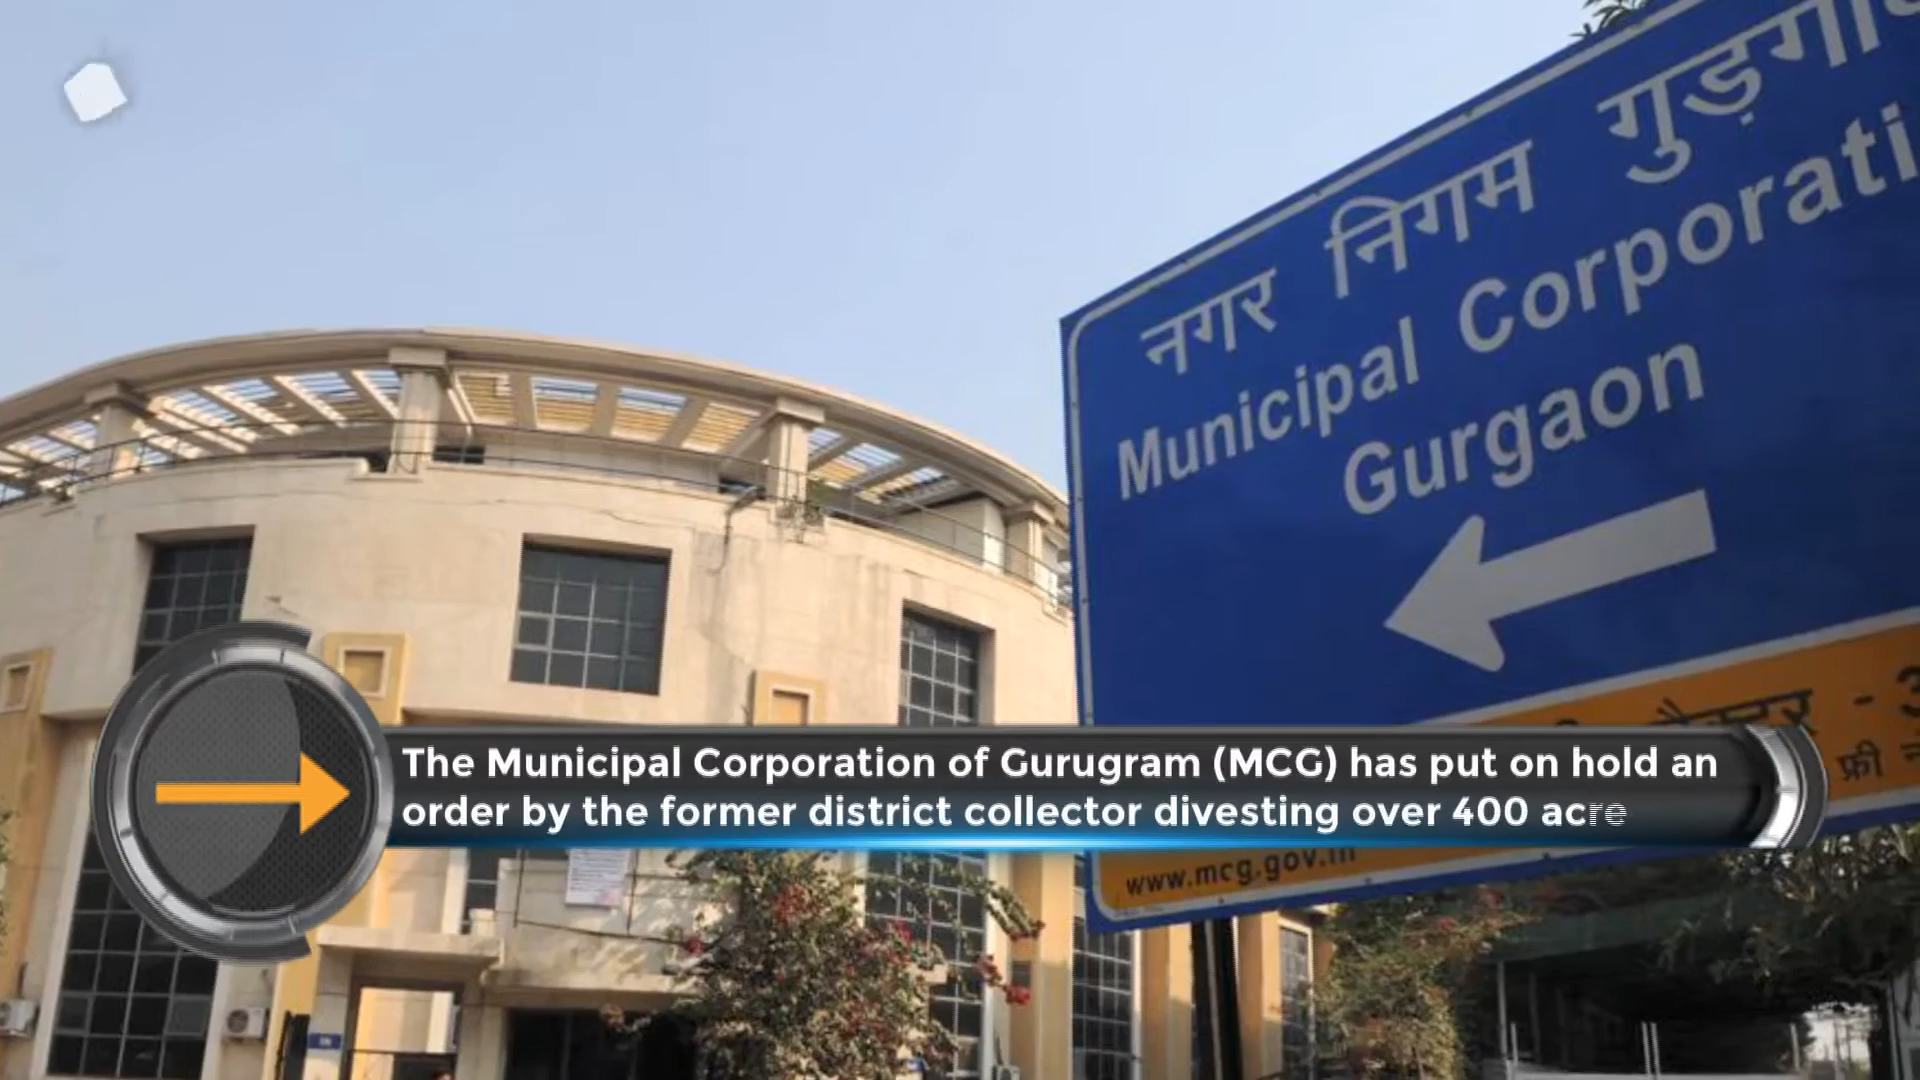 नगर निगम
Municipal
Gurgaon
The Municipal Corporation of Gurugram (MCG) has put on hold an
order by the former district collector divesting over 400 acre
www.mcg.gov.in